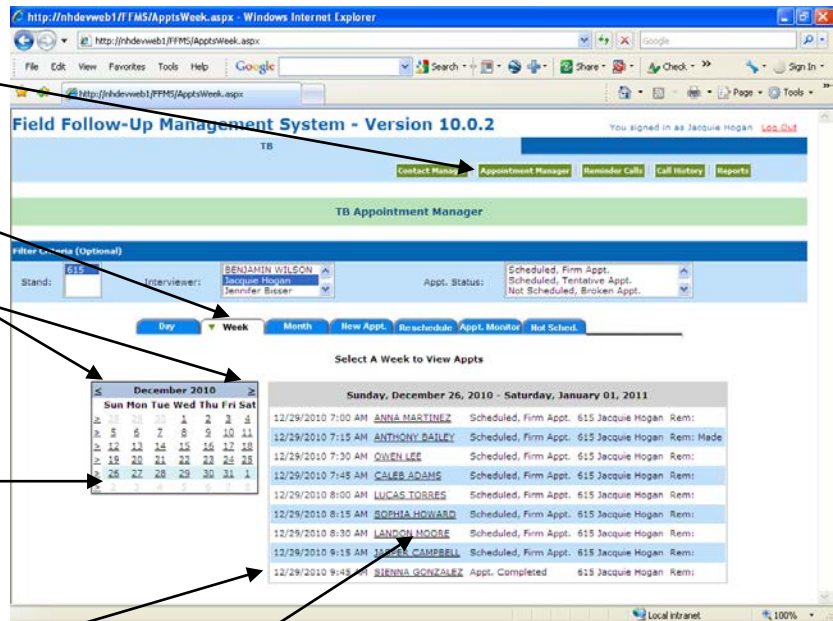 http://nhdevweb1/FFMS/ApptsWeek.aspx - Windows Internet Explorer
http://nhdevweb1/FFMS/ApptsWeek.aspx Google
File Edit View Favorites Tools Help Google Search Share Check Sign In
http://nhdevweb1/FFMS/ApptsWeek.aspx Page Tools
Field Follow-Up Management System - Version 10.0.2 You signed in as Jacquie Hogan Log Out
TB
Contact Manager Appointment Manager Reminder Calls Call History Reports
TB Appointment Manager
Filter Criteria (Optional)
Stand: 615 Interviewer: BENJAMIN WILSON Jacquie Hogan Jennifer Bisser Appt. Status: Scheduled, Firm Appt. Scheduled, Tentative Appt. Not Scheduled, Broken Appt.
Day Week Month New Appt. Reschedule Appt. Monitor Not Sched.
Select A Week to View Appts
< December 2010 >
Sun Mon Tue Wed Thu Fri Sat
> 28 29 30 1 2 3 4
> 5 6 7 8 9 10 11
> 12 13 14 15 16 17 18
> 19 20 21 22 23 24 25
> 26 27 28 29 30 31 1
> 2 3 4 5 6 7 8
Sunday, December 26, 2010 - Saturday, January 01, 2011
12/29/2010 7:00 AM ANNA MARTINEZ Scheduled, Firm Appt. 615 Jacquie Hogan Rem:
12/29/2010 7:15 AM ANTHONY BAILEY Scheduled, Firm Appt. 615 Jacquie Hogan Rem: Made
12/29/2010 7:30 AM OWEN LEE Scheduled, Firm Appt. 615 Jacquie Hogan Rem:
12/29/2010 7:45 AM CALEB ADAMS Scheduled, Firm Appt. 615 Jacquie Hogan Rem:
12/29/2010 8:00 AM LUCAS TORRES Scheduled, Firm Appt. 615 Jacquie Hogan Rem:
12/29/2010 8:15 AM SOPHIA HOWARD Scheduled, Firm Appt. 615 Jacquie Hogan Rem:
12/29/2010 8:30 AM LANDON MOORE Scheduled, Firm Appt. 615 Jacquie Hogan Rem:
12/29/2010 9:15 AM JASPER CAMPBELL Scheduled, Firm Appt. 615 Jacquie Hogan Rem:
12/29/2010 9:45 AM SIENNA GONZALEZ Appt. Completed 615 Jacquie Hogan Rem:
Local intranet 100%